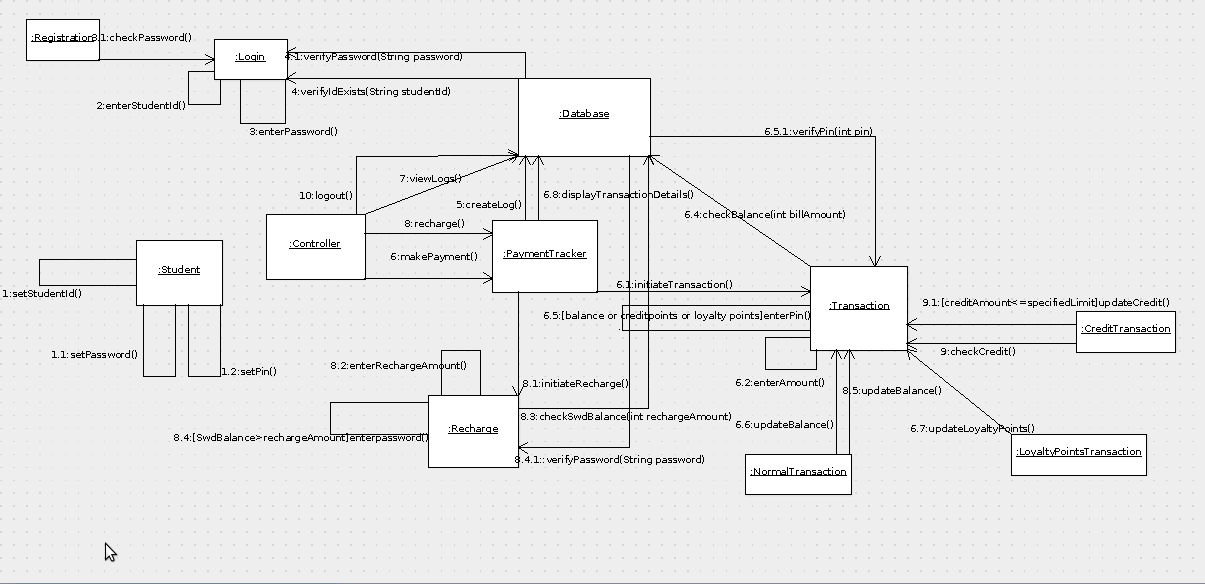 :Registration
3.1:checkPassword()
:Login
4.1:verifyPassword(String password)
2:enterStudentId()
4:verifyIdExists(String studentId)
3:enterPassword()
:Database
6.5.1:verifyPin(int pin)
7:viewLogs()
10:logout()
5:createLog()
6.8:displayTransactionDetails()
6.4:checkBalance(int billAmount)
8:recharge()
:Controller
6:makePayment()
:PaymentTracker
:Student
1:setStudentId()
6.1:initiateTransaction()
:Transaction
9.1:[creditAmount<=specifiedLimit]updateCredit()
6.5:[balance or creditpoints or loyalty points]enterPin()
:CreditTransaction
9:checkCredit()
1.1:setPassword()
1.2:setPin()
8.2:enterRechargeAmount()
8.1:initiateRecharge()
6.2:enterAmount()
8.5:updateBalance()
8.3:checkSwdBalance(int rechargeAmount)
6.6:updateBalance()
6.7:updateLoyaltyPoints()
:Recharge
8.4:[SwdBalance>rechargeAmount]enterpassword()
8.4.1::verifyPassword(String password)
:NormalTransaction
:LoyaltyPointsTransaction